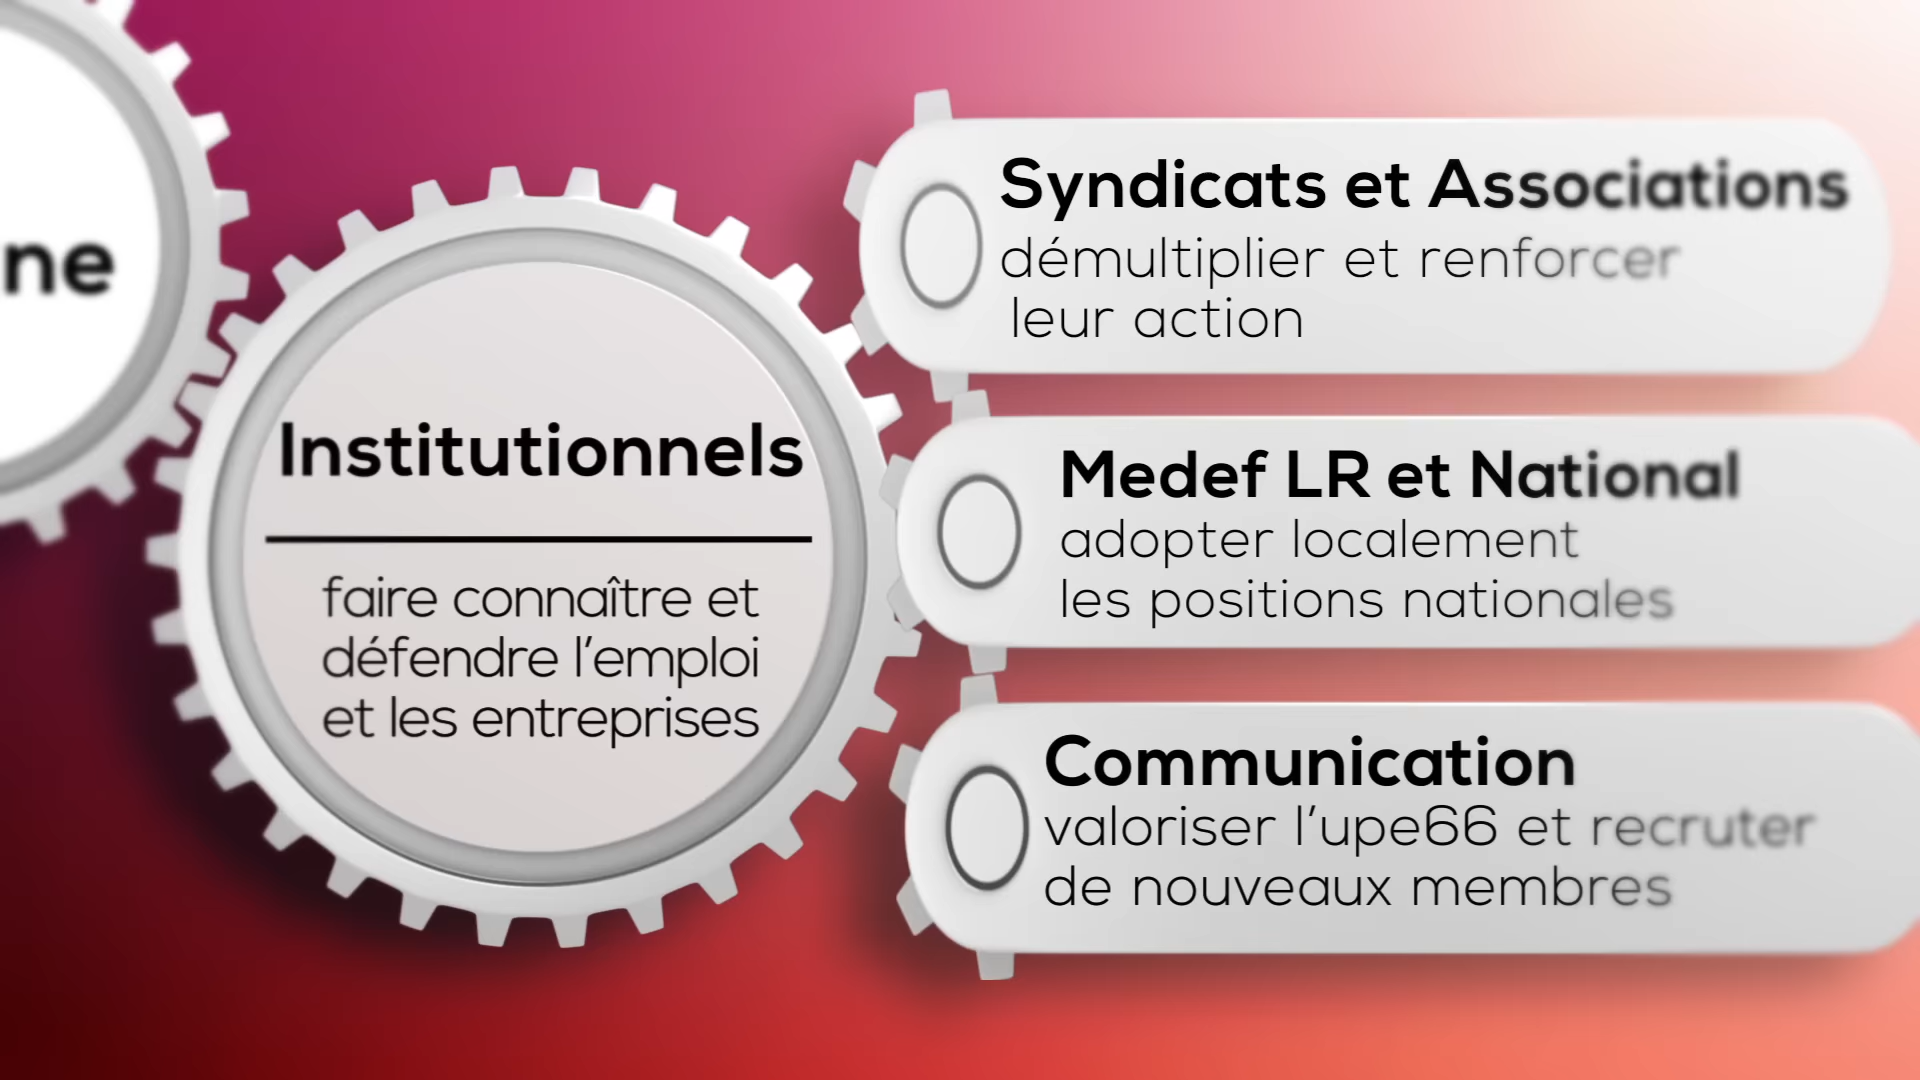 ne
Institutionnels
faire connaître et
défendre l'emploi
et les entreprises
Syndicats et Associations
démultiplier et renforcer
leur action
Medef LR et National
adopter localement
les positions nationales
Communication
valoriser l'upe66 et recruter
de nouveaux membres